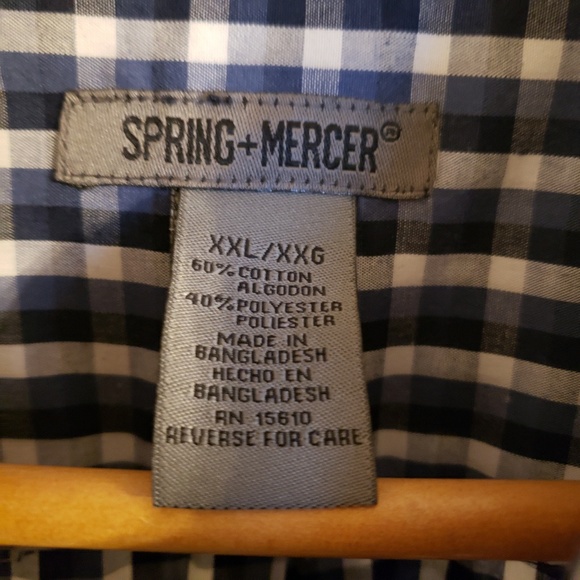 SPRING+MERCER®
XXL/XXG
60% COTTON
ALGODON
40% POLYESTER
POLIESTER
MADE IN
BANGLADESH
HECHO EN
BANGLADESH
RN 15610
REVERSE FOR CARE